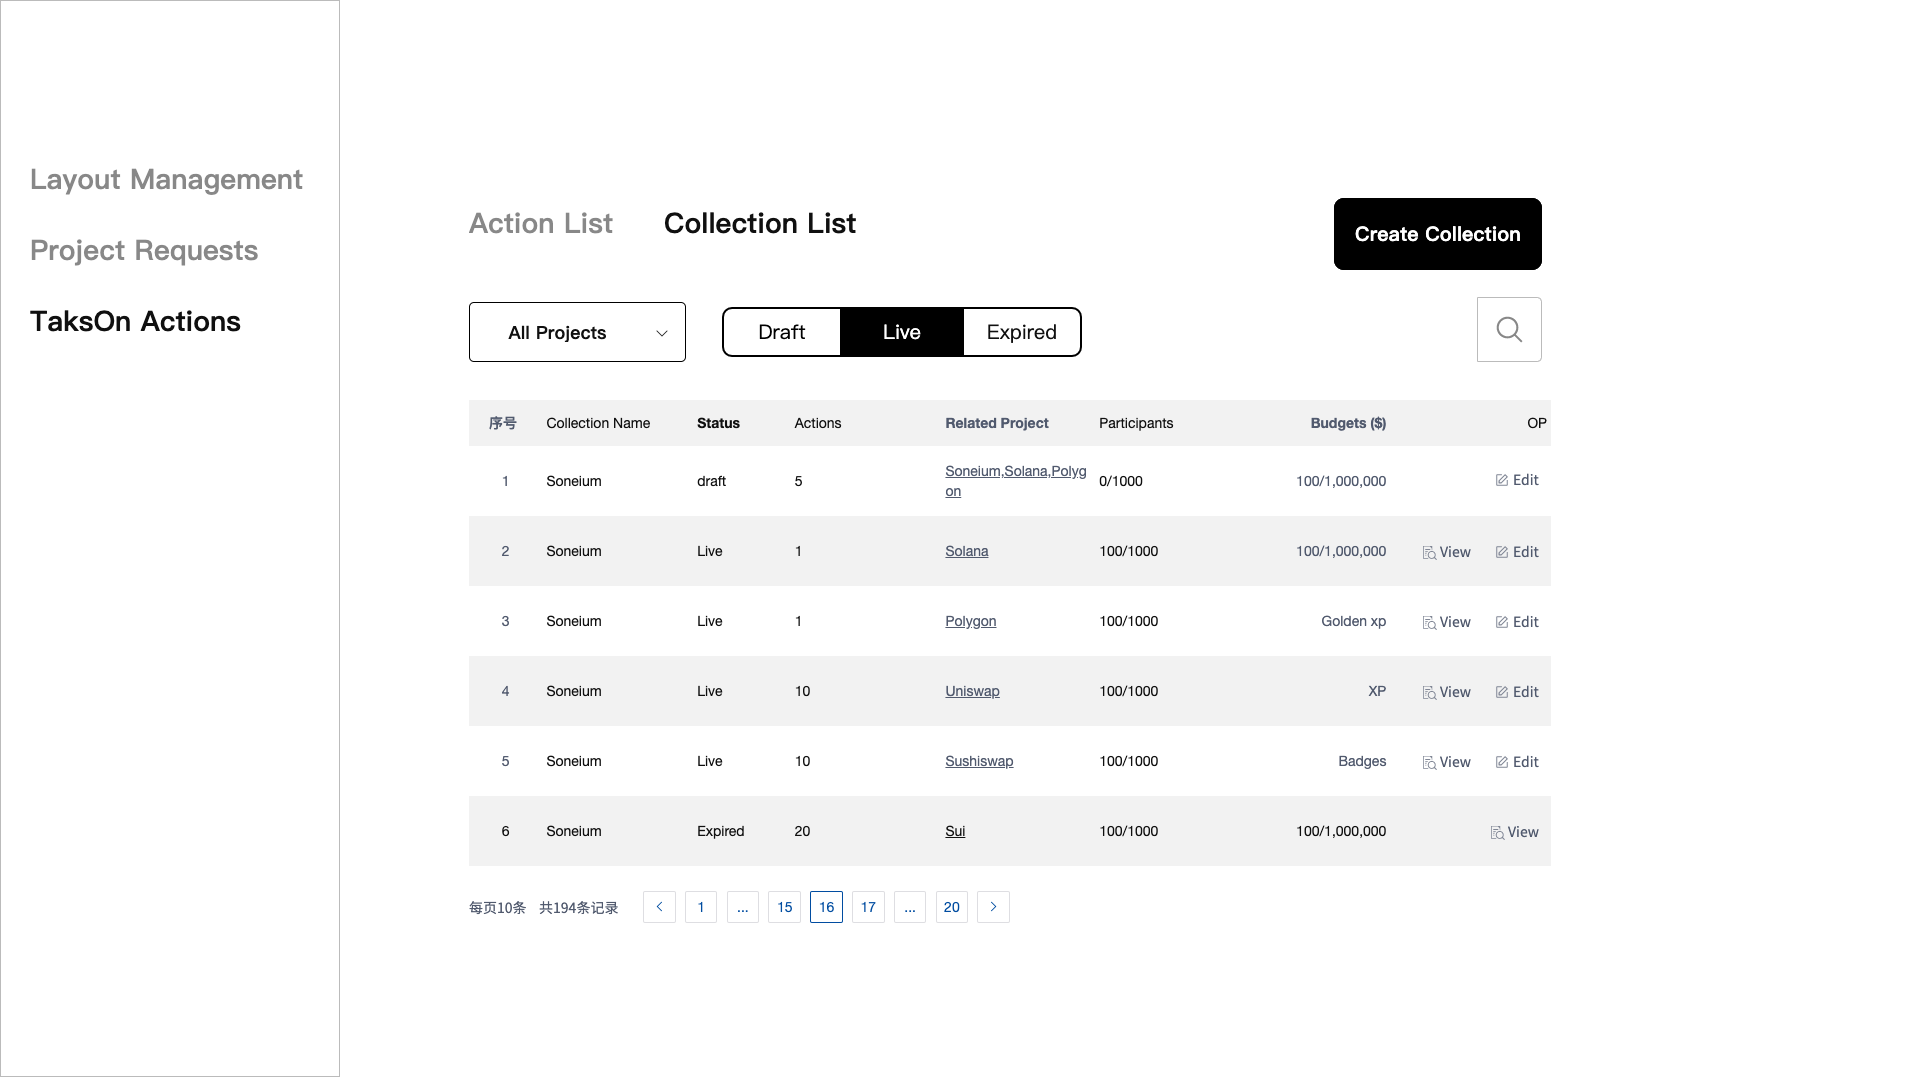 Layout Management
Project Requests
TaksOn Actions
Action List Collection List
Create Collection
All Projects Draft Live Expired
序号 Collection Name Status Actions Related Project Participants Budgets ($) OP
1 Soneium draft 5 Soneium,Solana,Polyg 0/1000 100/1,000,000 Edit
on
2 Soneium Live 1 Solana 100/1000 100/1,000,000 View Edit
3 Soneium Live 1 Polygon 100/1000 Golden xp View Edit
4 Soneium Live 10 Uniswap 100/1000 XP View Edit
5 Soneium Live 10 Sushiswap 100/1000 Badges View Edit
6 Soneium Expired 20 Sui 100/1000 100/1,000,000 View
每页10条 共194条记录 < 1 ... 15 16 17 ... 20 >